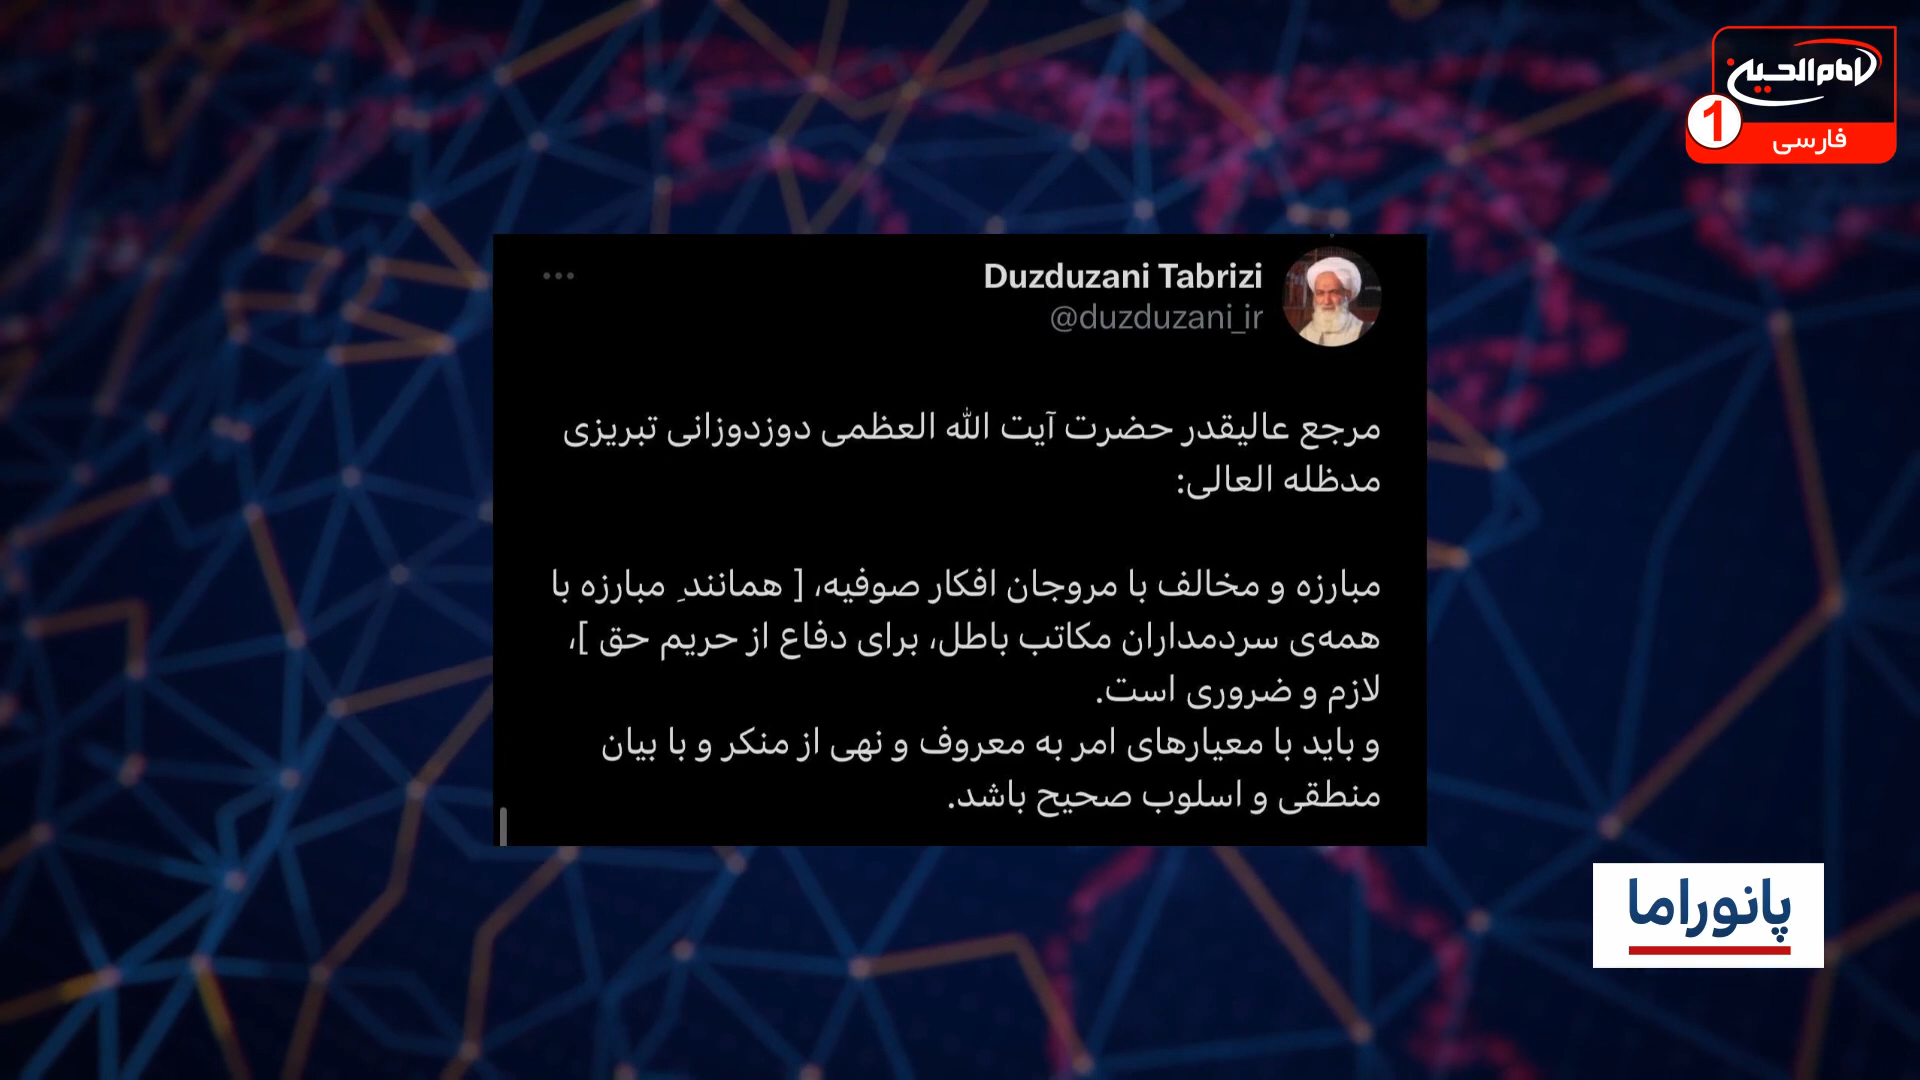 امام الحسین
1
فارسی
Duzduzani Tabrizi
@duzduzani_ir
مرجع عالیقدر حضرت آیت الله العظمی دوزدوزانی تبریزی
مدظله العالی:
مبارزه و مخالف با مروجان افکار صوفیه، [ همانندِ مبارزه با
همه‌ی سردمداران مکاتب باطل، برای دفاع از حریم حق ]،
لازم و ضروری است.
و باید با معیارهای امر به معروف و نهی از منکر و با بیان
منطقی و اسلوب صحیح باشد.
پانوراما